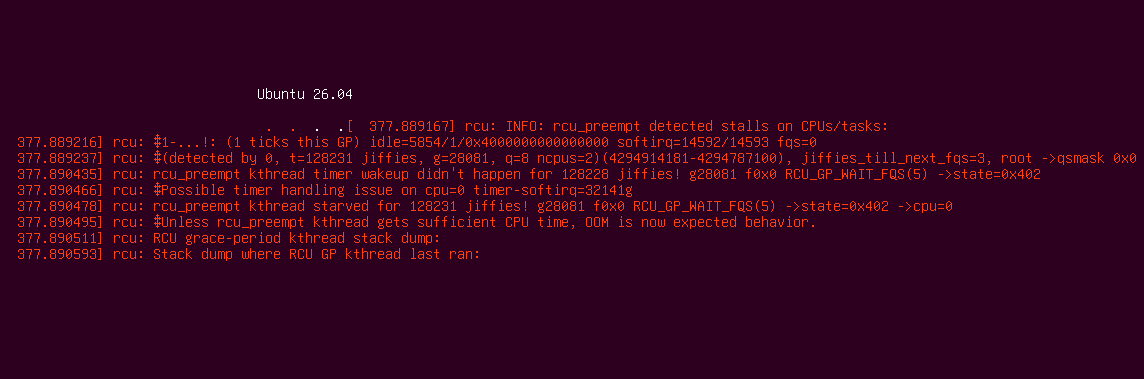 Ubuntu 26.04
. . . .[  377.889167] rcu: INFO: rcu_preempt detected stalls on CPUs/tasks:
377.889216] rcu: ‡1-...!: (1 ticks this GP) idle=5854/1/0x4000000000000000 softirq=14592/14593 fqs=0
377.889237] rcu: ‡(detected by 0, t=128231 jiffies, g=28081, q=8 ncpus=2)(4294914181-4294787100), jiffies_till_next_fqs=3, root ->qsmask 0x0
377.890435] rcu: rcu_preempt kthread timer wakeup didn't happen for 128228 jiffies! g28081 f0x0 RCU_GP_WAIT_FQS(5) ->state=0x402
377.890466] rcu: ‡Possible timer handling issue on cpu=0 timer-softirq=32141g
377.890478] rcu: rcu_preempt kthread starved for 128231 jiffies! g28081 f0x0 RCU_GP_WAIT_FQS(5) ->state=0x402 ->cpu=0
377.890495] rcu: ‡Unless rcu_preempt kthread gets sufficient CPU time, OOM is now expected behavior.
377.890511] rcu: RCU grace-period kthread stack dump:
377.890593] rcu: Stack dump where RCU GP kthread last ran: